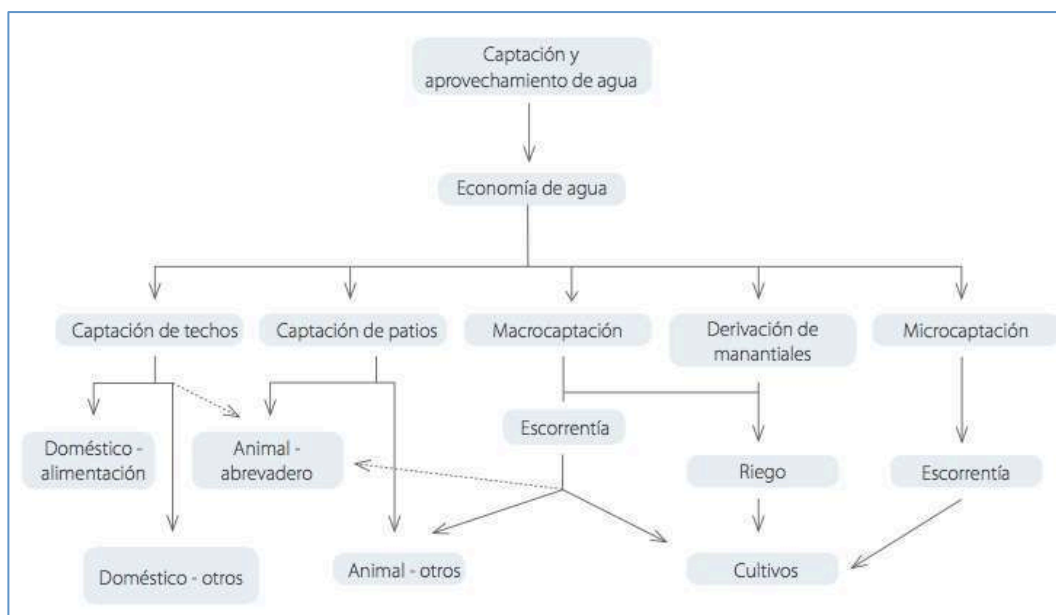 Captación y
aprovechamiento de agua
Economía de agua
Captación de techos
Captación de patios
Macrocaptación
Derivación de
manantiales
Microcaptación
Escorrentía
Doméstico -
alimentación
Animal -
abrevadero
Riego
Escorrentía
Doméstico - otros
Animal - otros
Cultivos